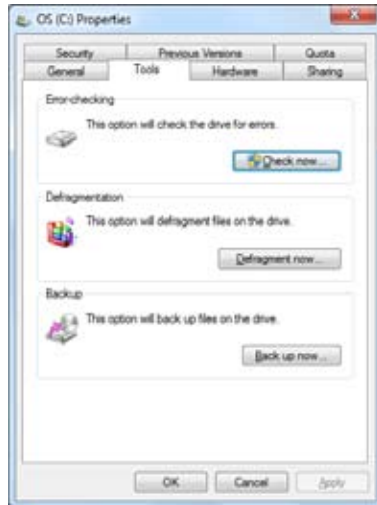 OS (C:) Properties
Security Previous Versions Quota
General Tools Hardware Sharing
Error-checking
This option will check the drive for errors.
Check now...
Defragmentation
This option will defragment files on the drive.
Defragment now...
Backup
This option will back up files on the drive.
Back up now...
OK Cancel Apply